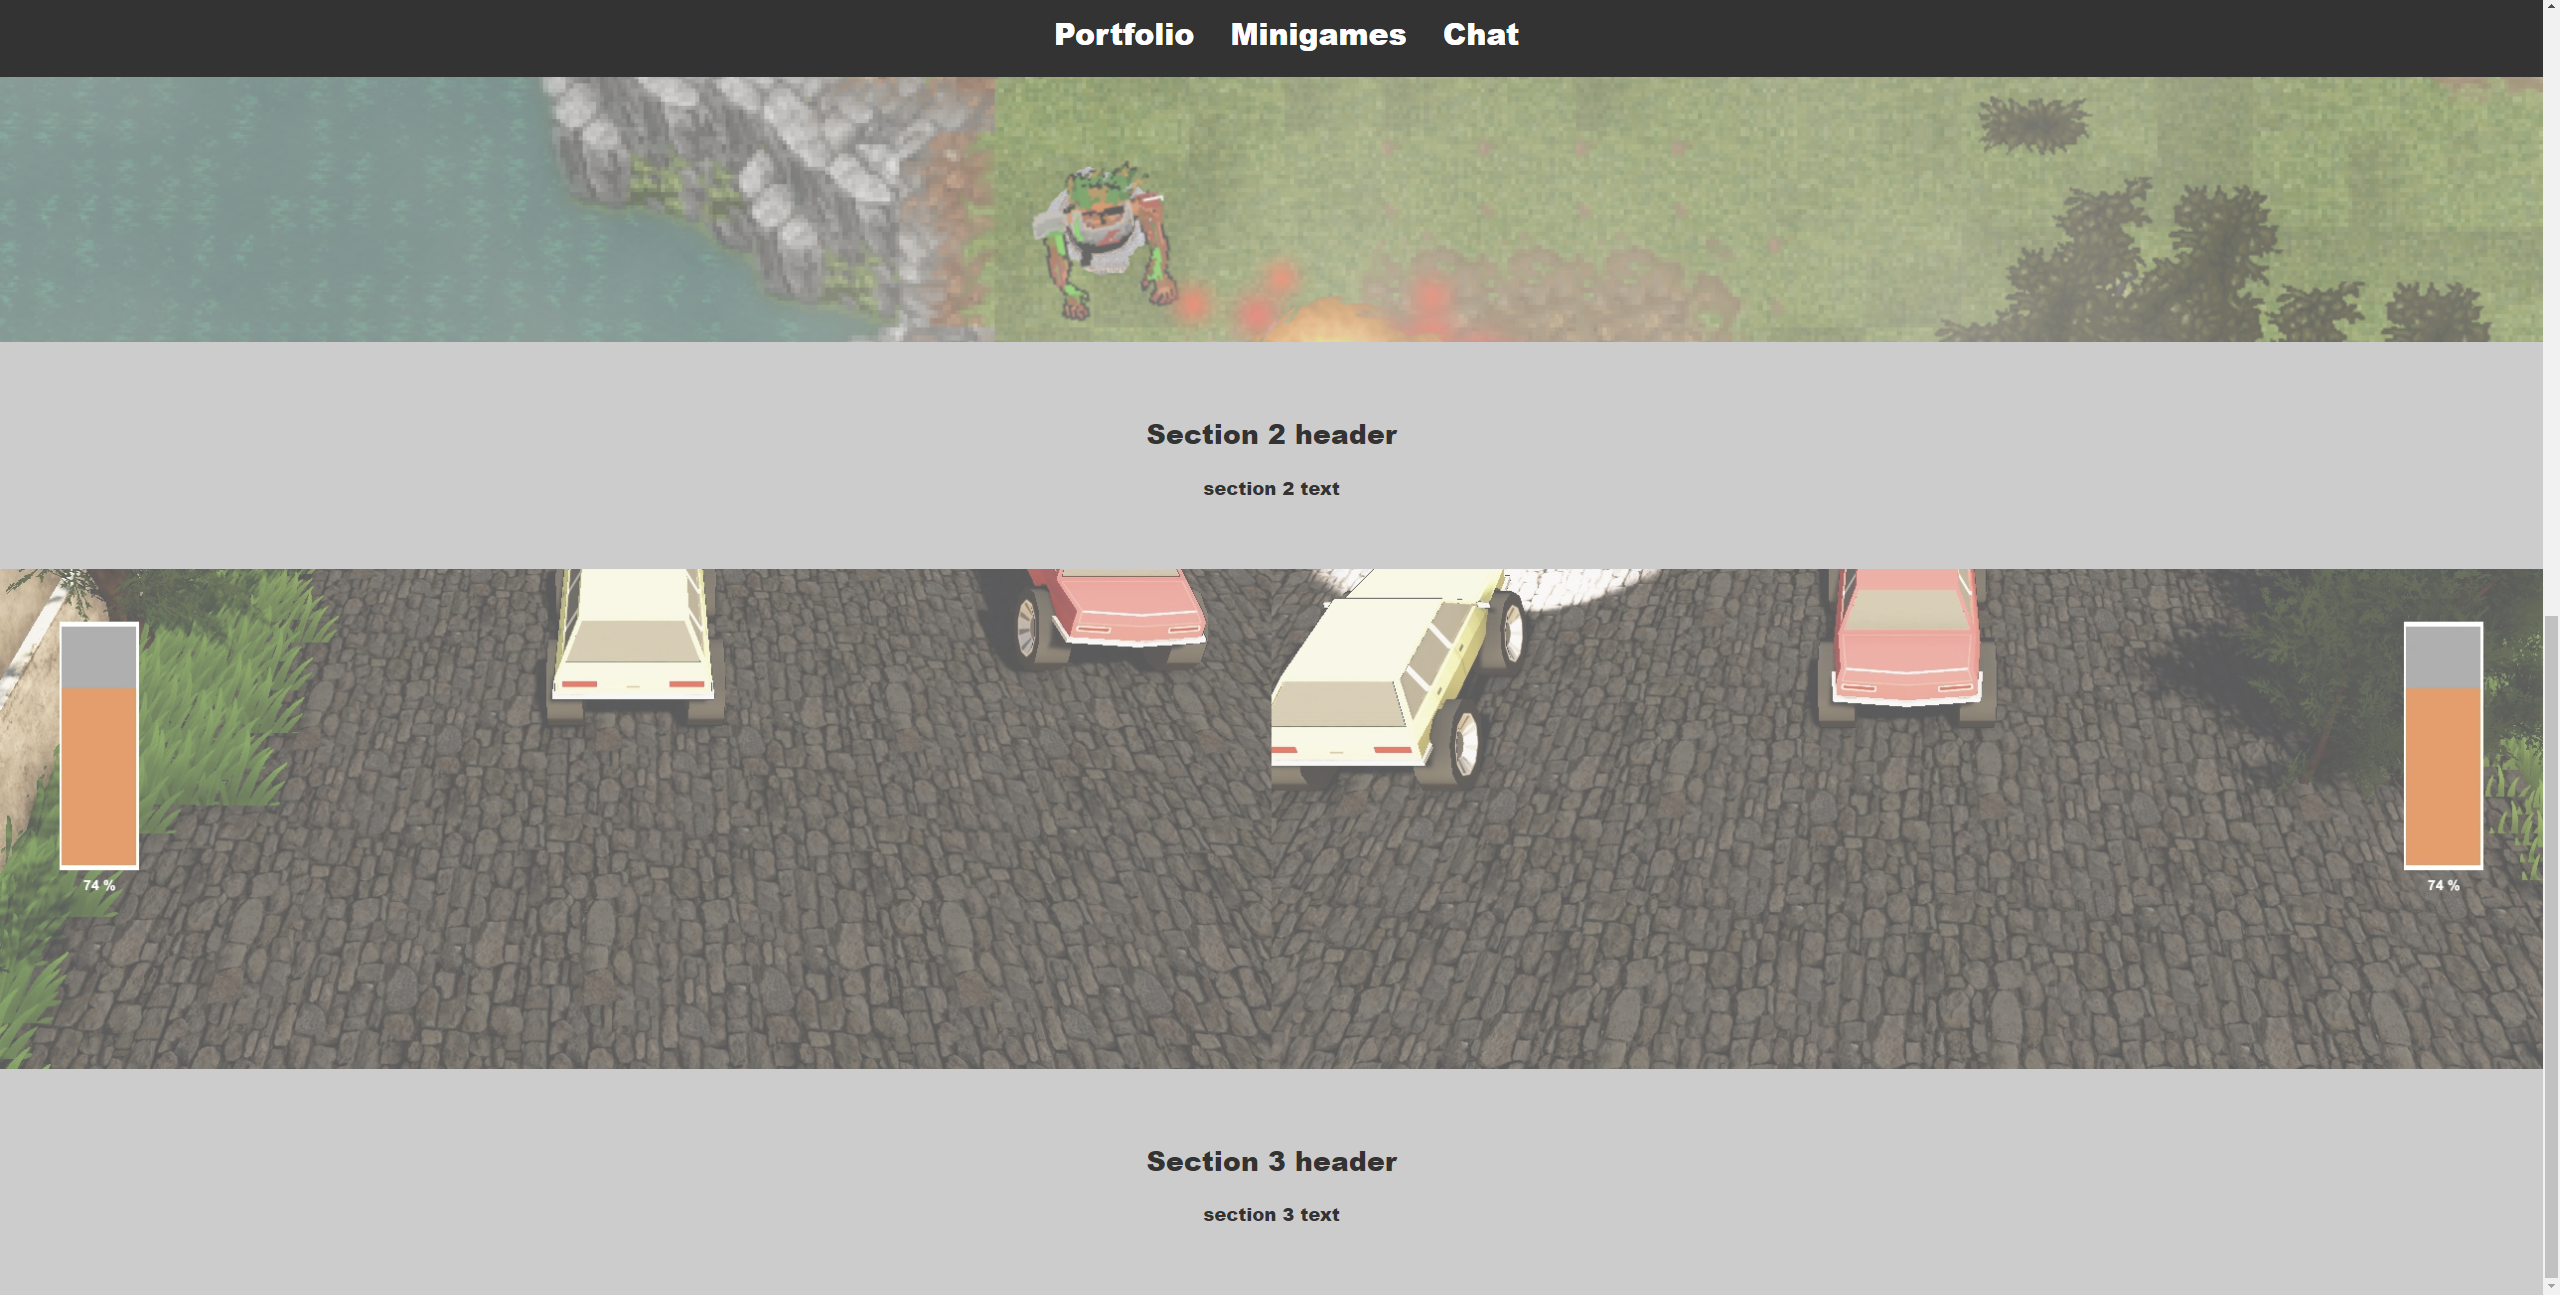 Portfolio Minigames Chat
Section 2 header
section 2 text
74 %
74 %
Section 3 header
section 3 text